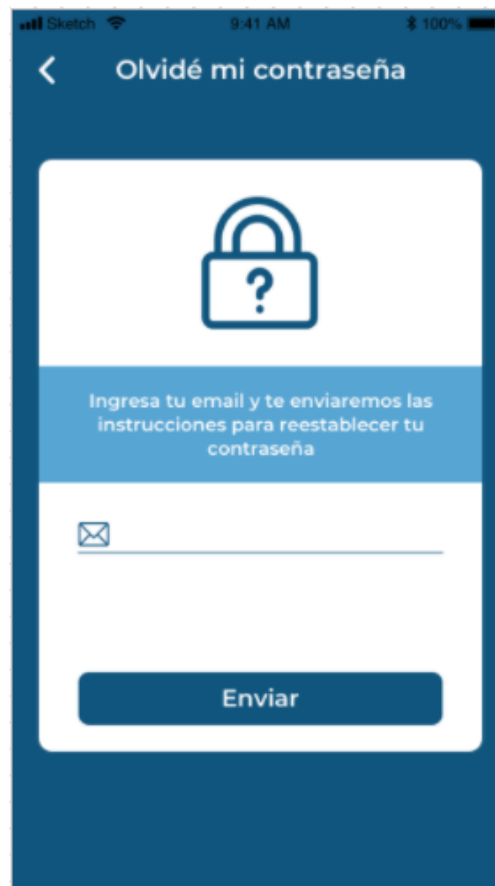 Sketch 9:41 AM 100%
Olvidé mi contraseña
?
Ingresa tu email y te enviaremos las
instrucciones para reestablecer tu
contraseña
Enviar